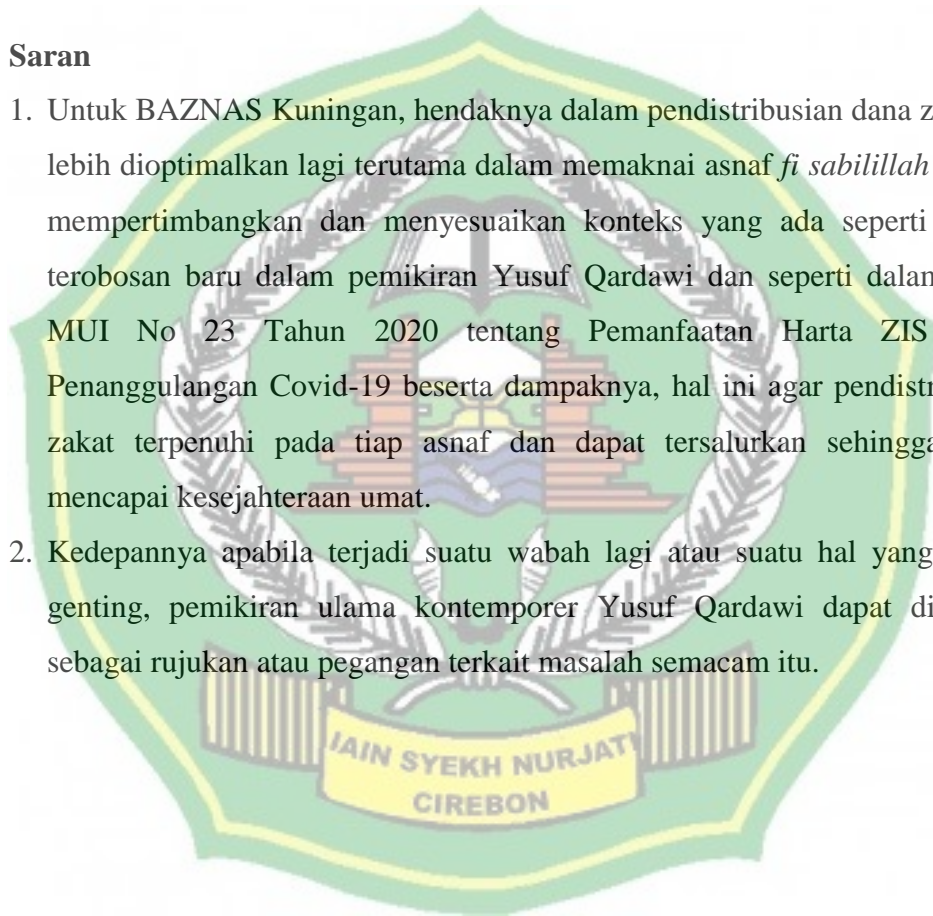 Saran
1. Untuk BAZNAS Kuningan, hendaknya dalam pendistribusian dana z
lebih dioptimalkan lagi terutama dalam memaknai asnaf fi sabilillah
mempertimbangkan dan menyesuaikan konteks yang ada seperti
terobosan baru dalam pemikiran Yusuf Qardawi dan seperti dalam
MUI No 23 Tahun 2020 tentang Pemanfaatan Harta ZIS
Penanggulangan Covid-19 beserta dampaknya, hal ini agar pendistr
zakat terpenuhi pada tiap asnaf dan dapat tersalurkan sehingga
mencapai kesejahteraan umat.
2. Kedepannya apabila terjadi suatu wabah lagi atau suatu hal yang
genting, pemikiran ulama kontemporer Yusuf Qardawi dapat di
sebagai rujukan atau pegangan terkait masalah semacam itu.
IAIN SYEKH NURJATI
CIREBON